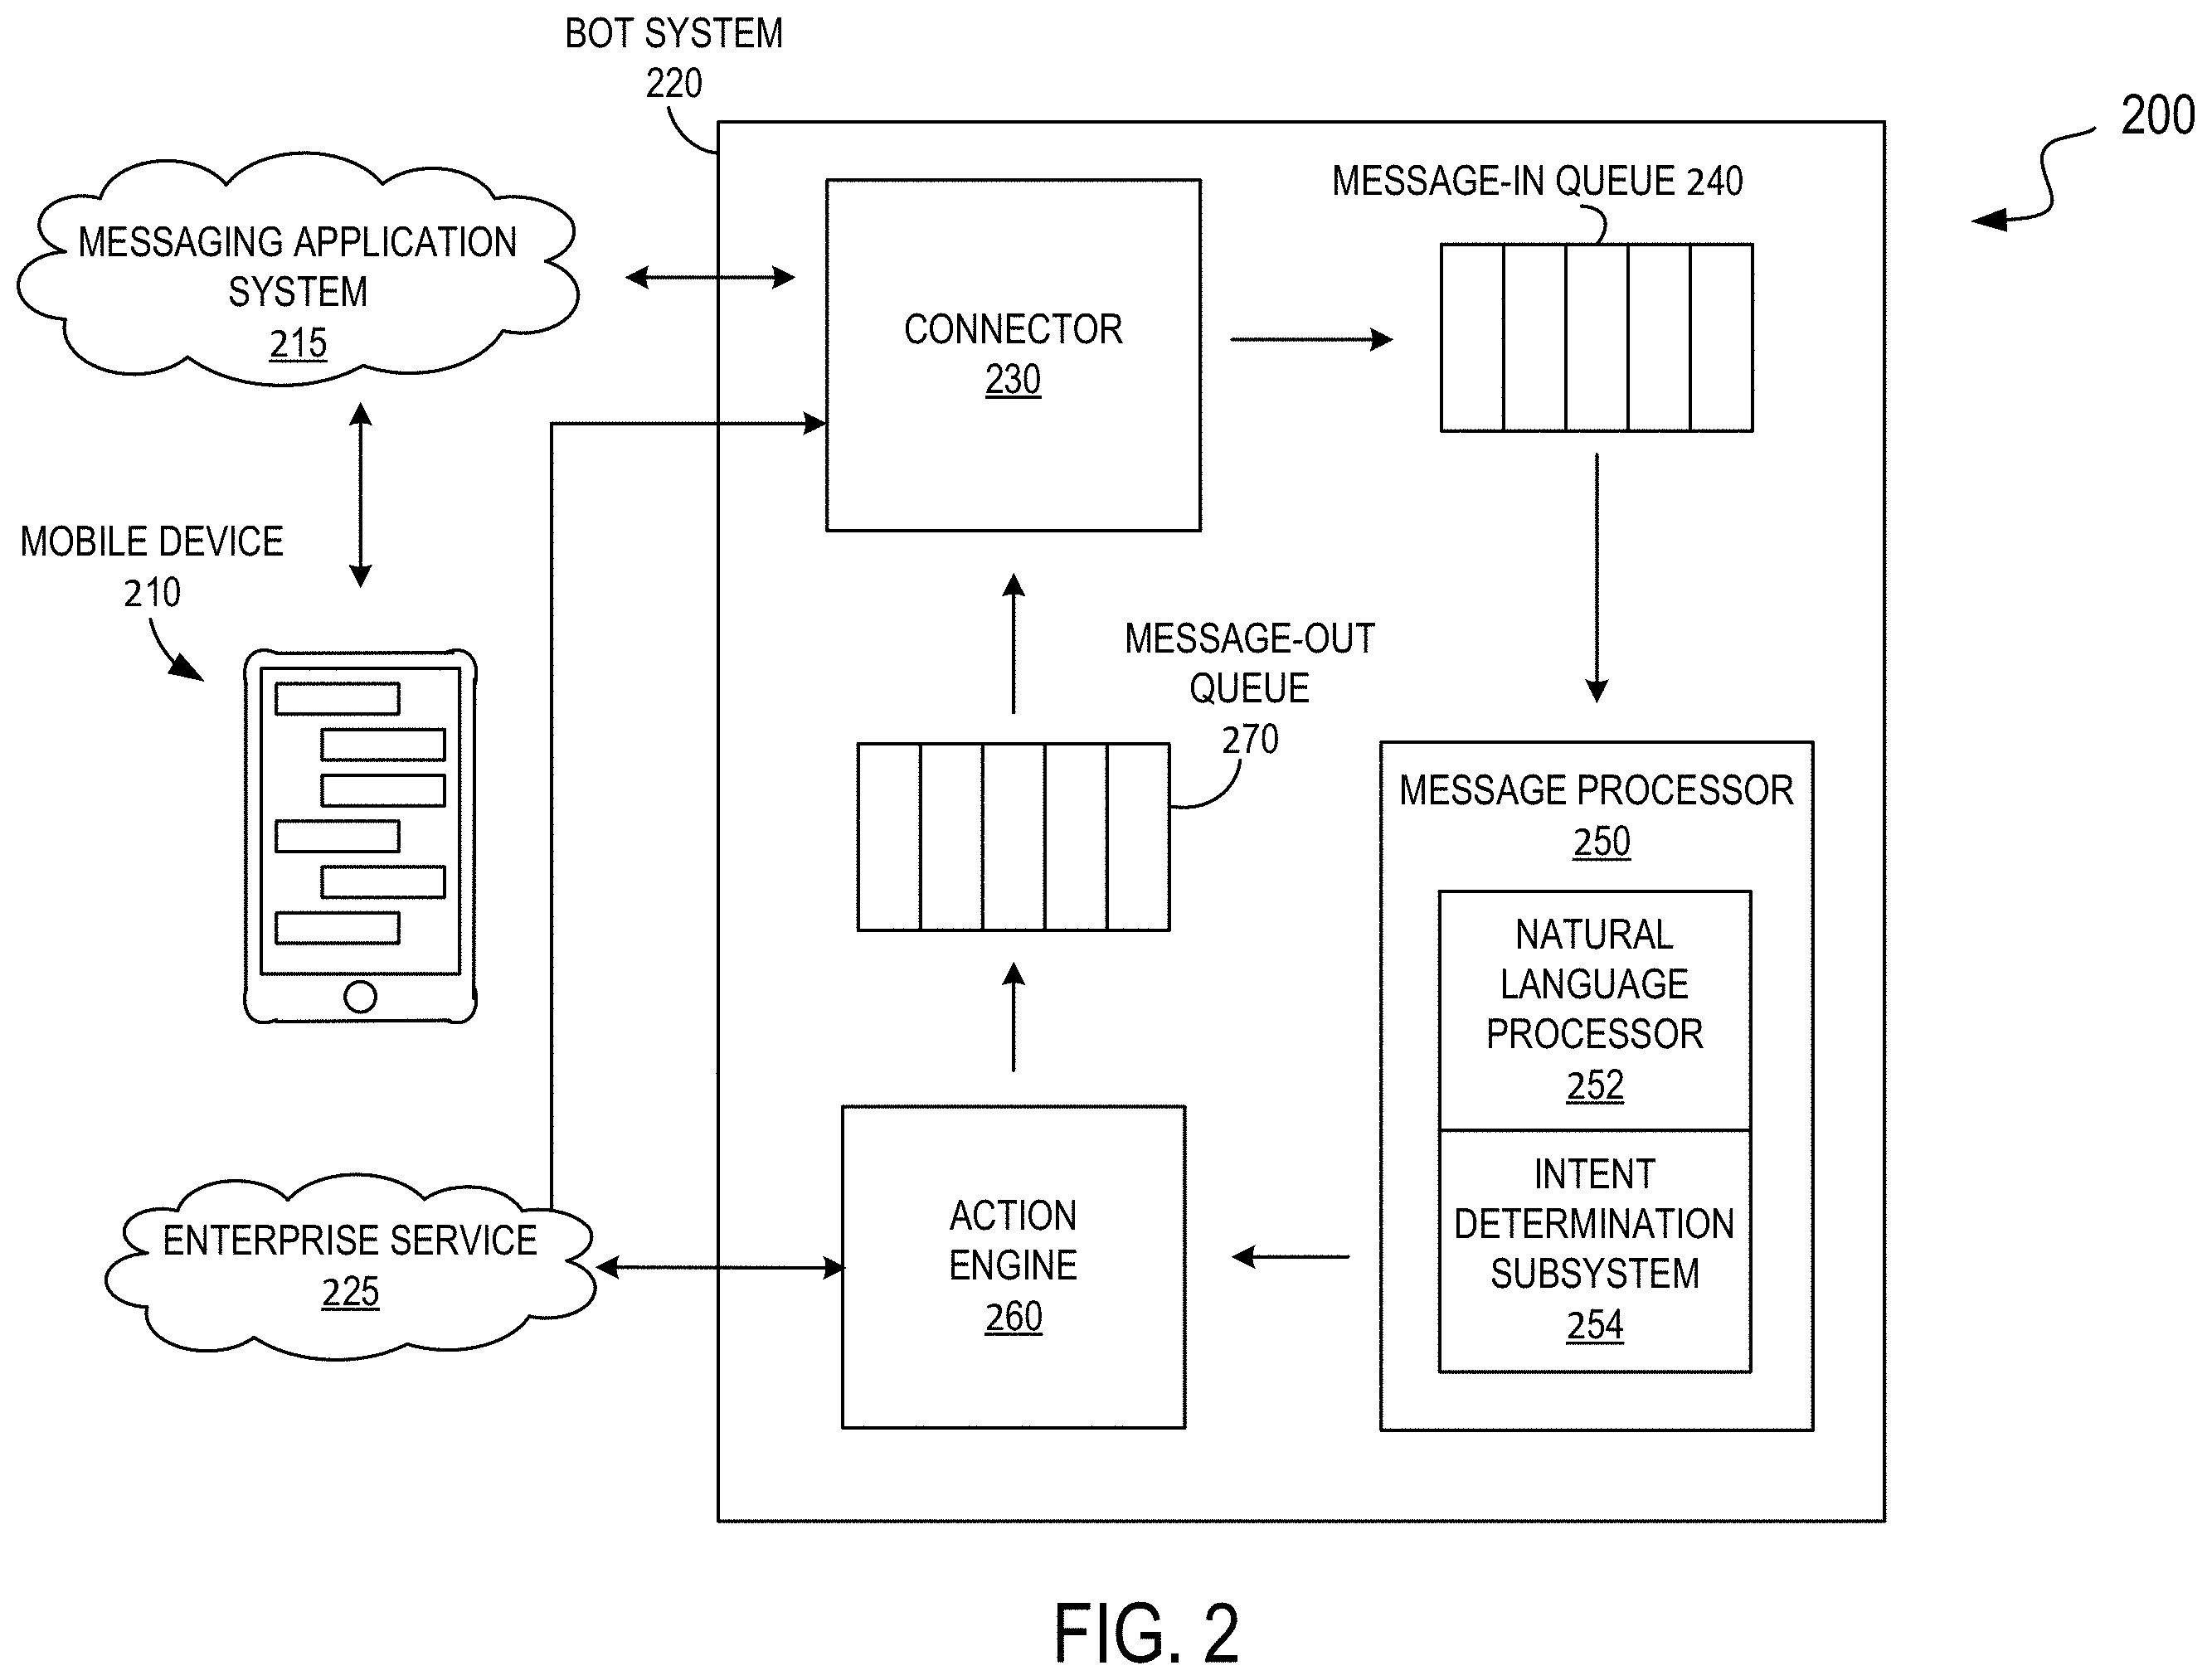 BOT SYSTEM
220
200
MESSAGE-IN QUEUE 240
MESSAGING APPLICATION
SYSTEM
215
CONNECTOR
230
MOBILE DEVICE
210
MESSAGE-OUT
QUEUE
270
MESSAGE PROCESSOR
250
NATURAL
LANGUAGE
PROCESSOR
252
INTENT
DETERMINATION
SUBSYSTEM
254
ACTION
ENGINE
260
ENTERPRISE SERVICE
225
FIG. 2